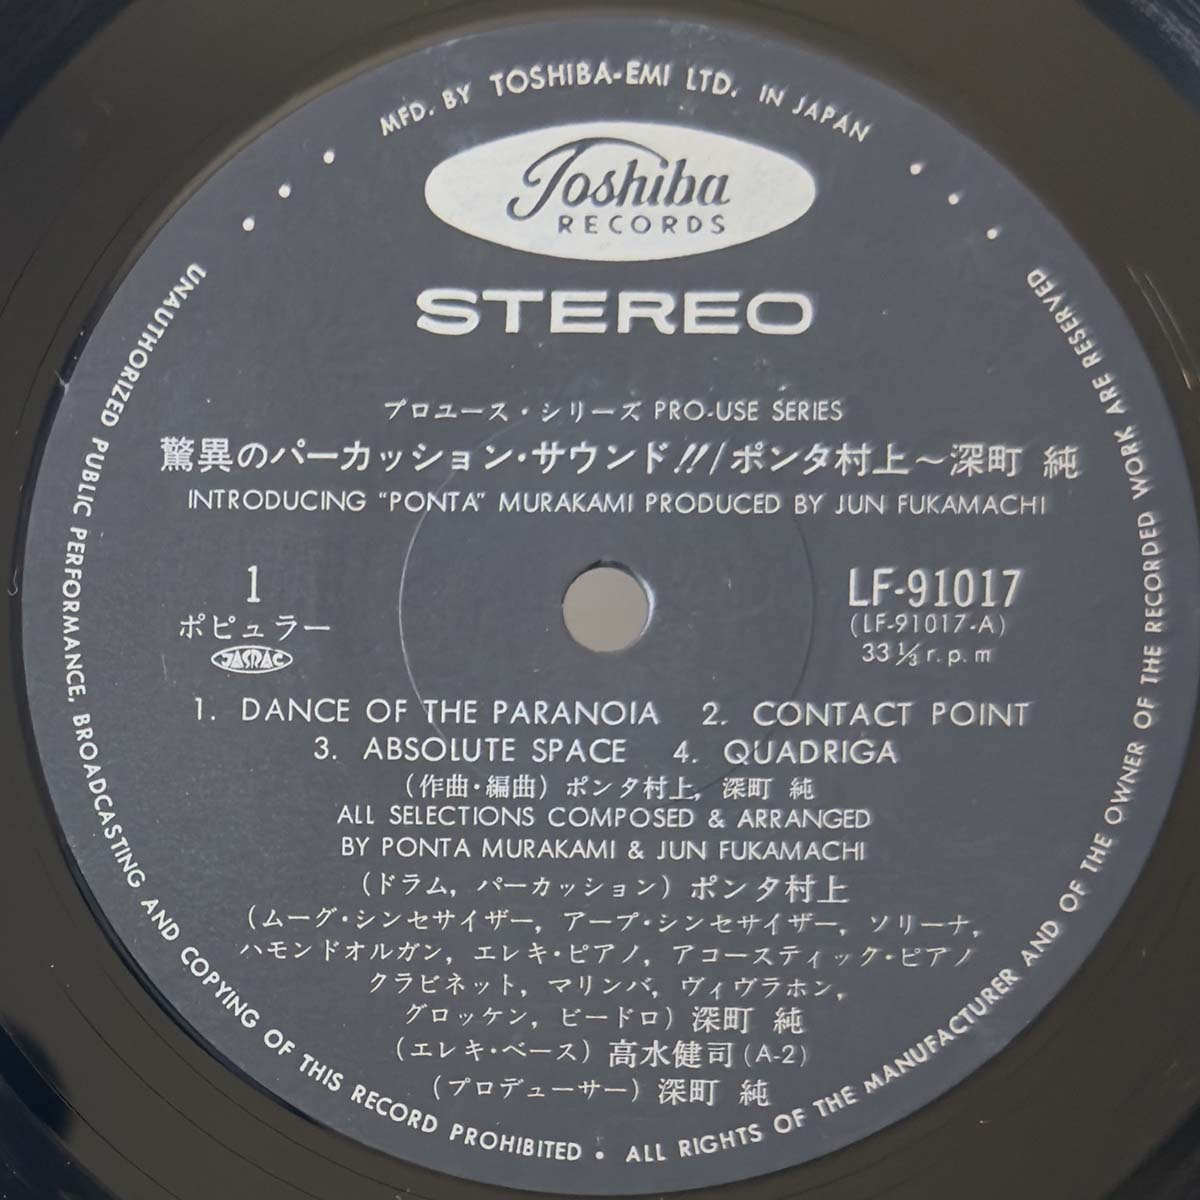 MFD. BY TOSHIBA-EMI LTD. IN JAPAN
Toshiba
RECORDS
STEREO
プロユース・シリーズ PRO-USE SERIES
驚異のパーカッション・サウンド!!/ポンタ村上〜深町 純
INTRODUCING "PONTA" MURAKAMI PRODUCED BY JUN FUKAMACHI
1
ポピュラー
JASRAC
LF-91017
(LF-91017-A)
33 1/3 r.p.m
1. DANCE OF THE PARANOIA 2. CONTACT POINT
3. ABSOLUTE SPACE 4. QUADRIGA
(作曲・編曲) ポンタ村上, 深町 純
ALL SELECTIONS COMPOSED & ARRANGED
BY PONTA MURAKAMI & JUN FUKAMACHI
(ドラム, パーカッション) ポンタ村上
(ムーグ・シンセサイザー, アープ・シンセサイザー, ソリーナ,
ハモンドオルガン, エレキ・ピアノ, アコースティック・ピアノ
クラビネット, マリンバ, ヴィヴラホン,
グロッケン, ビードロ) 深町 純
(エレキ・ベース) 高水健司 (A-2)
(プロデューサー) 深町 純
UNAUTHORIZED PUBLIC PERFORMANCE, BROADCASTING AND COPYING OF THIS RECORD PROHIBITED • ALL RIGHTS OF THE MANUFACTURER AND OF THE OWNER OF THE RECORDED WORK ARE RESERVED